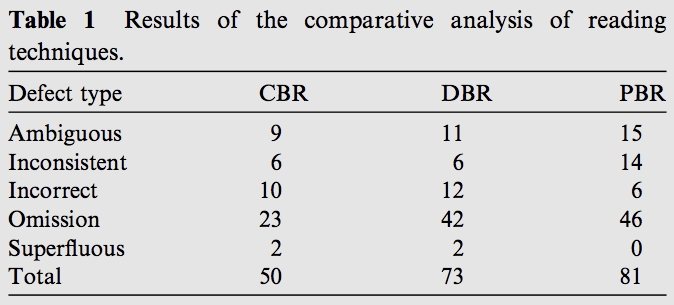 Table 1 Results of the comparative analysis of reading
techniques.
Defect type CBR DBR PBR
Ambiguous 9 11 15
Inconsistent 6 6 14
Incorrect 10 12 6
Omission 23 42 46
Superfluous 2 2 0
Total 50 73 81